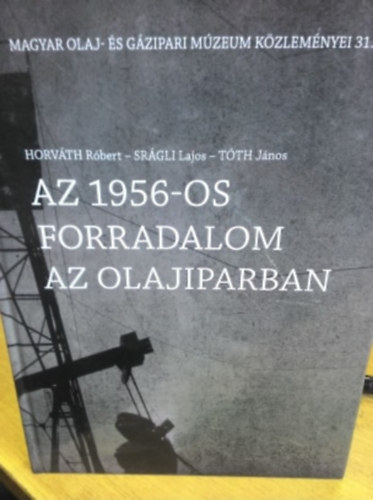 MAGYAR OLAJ- ÉS GÁZIPARI MÚZEUM KÖZLEMÉNYEI 31.
HORVÁTH Róbert – SRÁGLI Lajos – TÓTH János
AZ 1956-OS
FORRADALOM
AZ OLAJIPARBAN